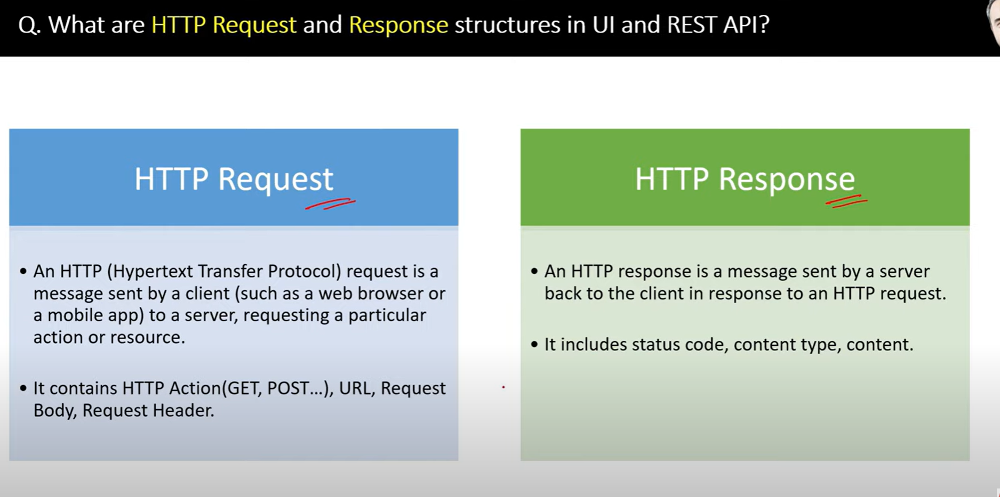 Q. What are HTTP Request and Response structures in UI and REST API?
HTTP Request
• An HTTP (Hypertext Transfer Protocol) request is a
message sent by a client (such as a web browser or
a mobile app) to a server, requesting a particular
action or resource.
• It contains HTTP Action(GET, POST...), URL, Request
Body, Request Header.
HTTP Response
• An HTTP response is a message sent by a server
back to the client in response to an HTTP request.
• It includes status code, content type, content.